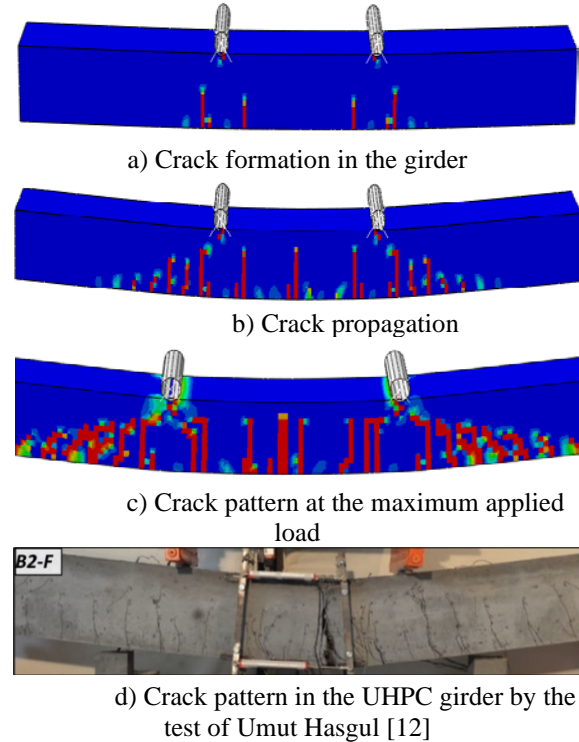 a) Crack formation in the girder
b) Crack propagation
c) Crack pattern at the maximum applied
load
B2-F
d) Crack pattern in the UHPC girder by the
test of Umut Hasgul [12]